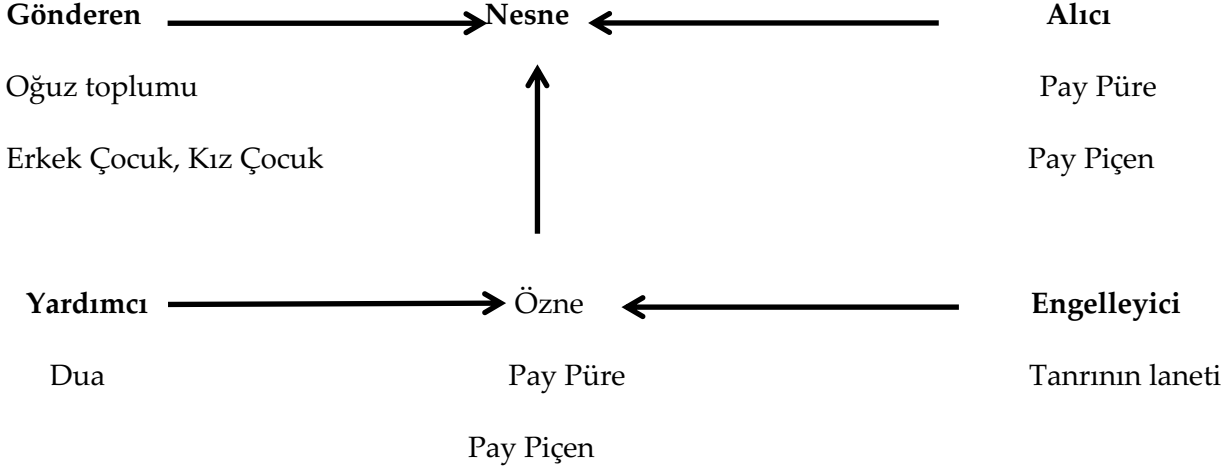 Gönderen Nesne Alıcı
Oğuz toplumu Pay Püre
Erkek Çocuk, Kız Çocuk Pay Piçen
Yardımcı Özne Engelleyici
Dua Pay Püre Tanrının laneti
Pay Piçen